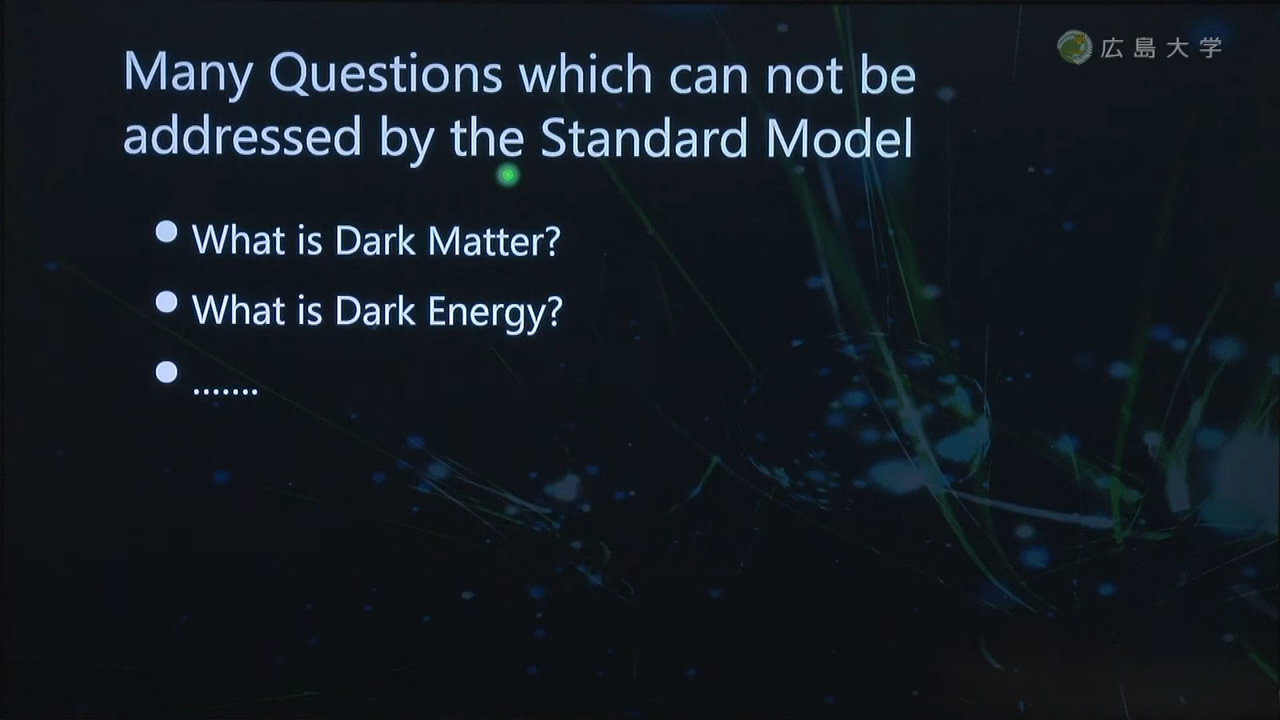 広島大学
Many Questions which can not be
addressed by the Standard Model
What is Dark Matter?
What is Dark Energy?
.......